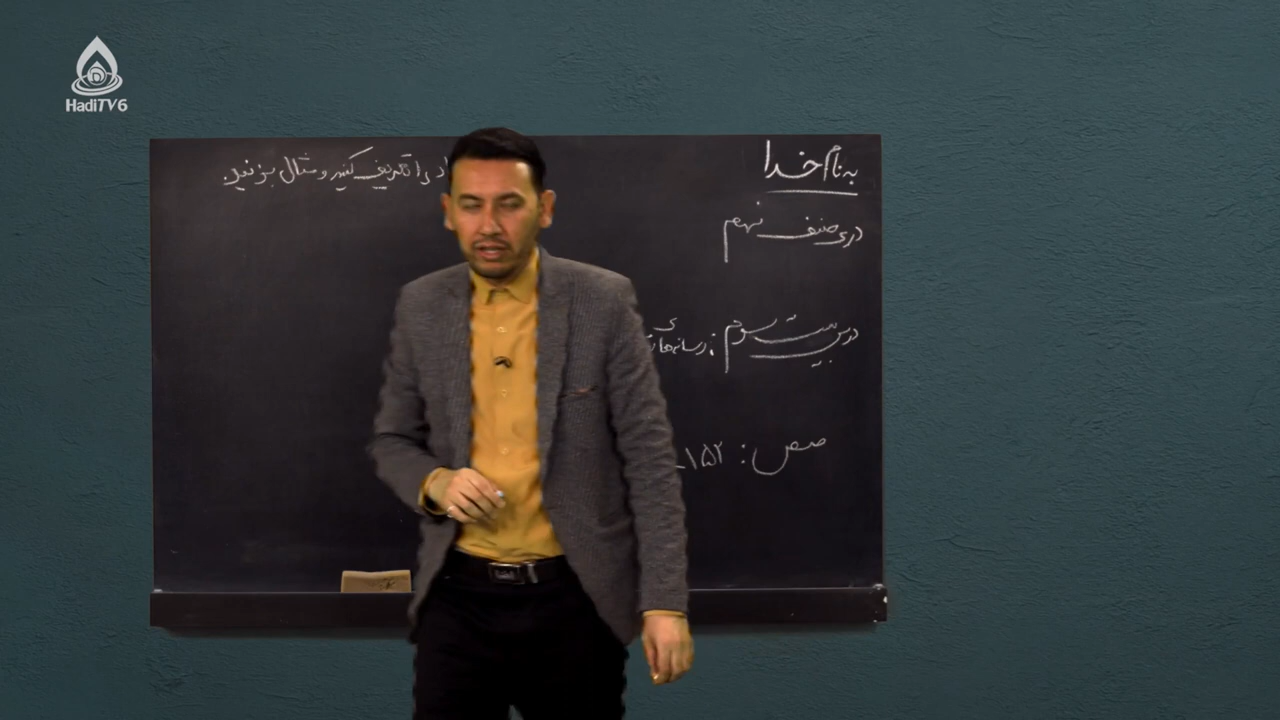 HadiTV6
به نام خدا
دری صنف نهم
درس بیست سوم: رسانه‌های
صص: ۱۵۲-
را تعریف کنید و مثال بزنید.